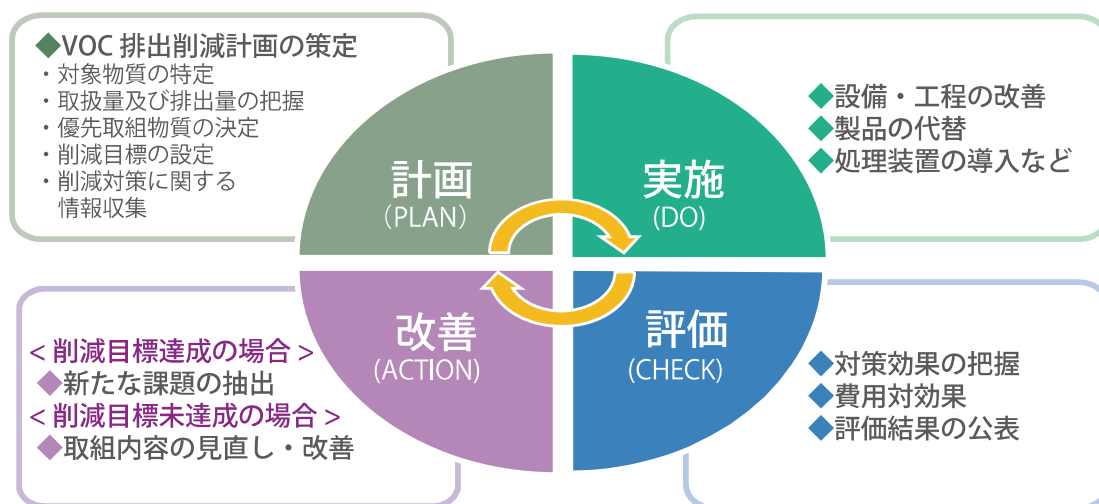 ◆VOC 排出削減計画の策定
・対象物質の特定
・取扱量及び排出量の把握
・優先取組物質の決定
・削減目標の設定
・削減対策に関する
情報収集
計画
(PLAN)
実施
(DO)
◆設備・工程の改善
◆製品の代替
◆処理装置の導入など
<削減目標達成の場合>
◆新たな課題の抽出
<削減目標未達成の場合>
◆取組内容の見直し・改善
改善
(ACTION)
評価
(CHECK)
◆対策効果の把握
◆費用対効果
◆評価結果の公表